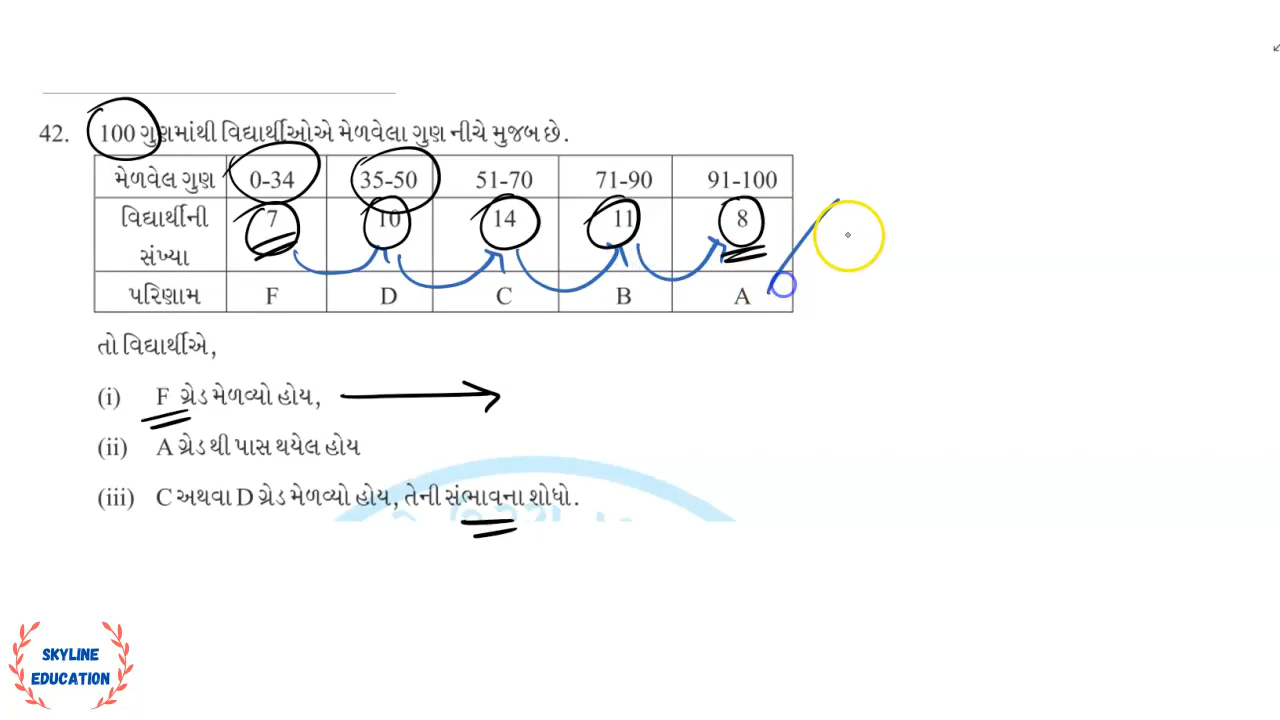 42. 100 ગુણમાંથી વિદ્યાર્થીઓએ મેળવેલા ગુણ નીચે મુજબ છે.
મેળવેલ ગુણ 0-34 35-50 51-70 71-90 91-100
વિદ્યાર્થીની 7 10 14 11 8
સંખ્યા
પરિણામ F D C B A
તો વિદ્યાર્થીએ,
(i) F ગ્રેડ મેળવ્યો હોય,
(ii) A ગ્રેડથી પાસ થયેલ હોય
(iii) C અથવા D ગ્રેડ મેળવ્યો હોય, તેની સંભાવના શોધો.
SKYLINE
EDUCATION